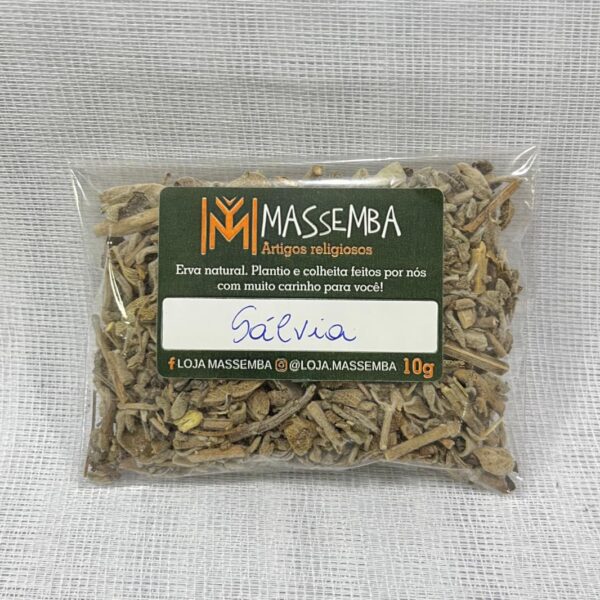 MASSEMBA
Artigos religiosos
Erva natural. Plantio e colheita feitos por nós
com muito carinho para você!
Sálvia
LOJA MASSEMBA @LOJA.MASSEMBA 10g